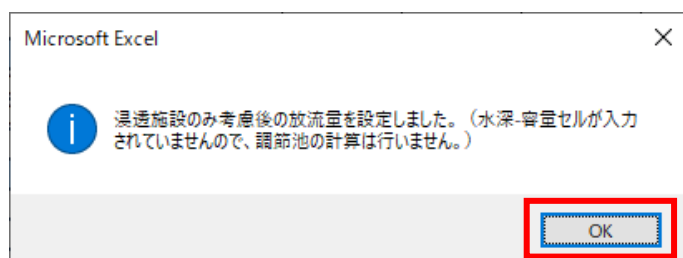 Microsoft Excel
浸透施設のみ考慮後の放流量を設定しました。（水深-容量セルが入力
されていませんので、調節池の計算は行いません。）
OK